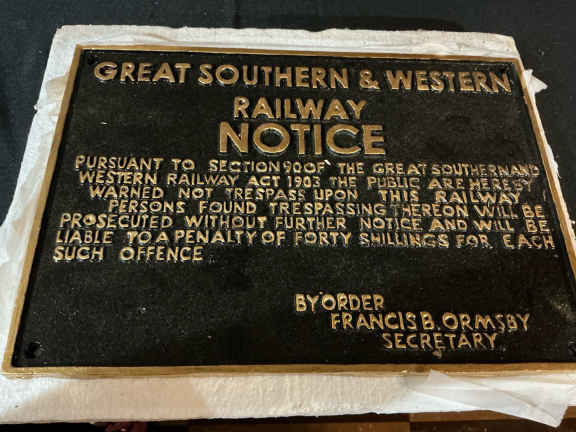 GREAT SOUTHERN & WESTERN
RAILWAY
NOTICE
PURSUANT TO SECTION 90 OF THE GREAT SOUTHERN AND
WESTERN RAILWAY ACT 1903 THE PUBLIC ARE HEREBY
WARNED NOT TRESPASS UPON THIS RAILWAY
PERSONS FOUND TRESPASSING THEREON WILL BE
PROSECUTED WITHOUT FURTHER NOTICE AND WILL BE
LIABLE TO A PENALTY OF FORTY SHILLINGS FOR EACH
SUCH OFFENCE
BY ORDER
FRANCIS B. ORMSBY
SECRETARY